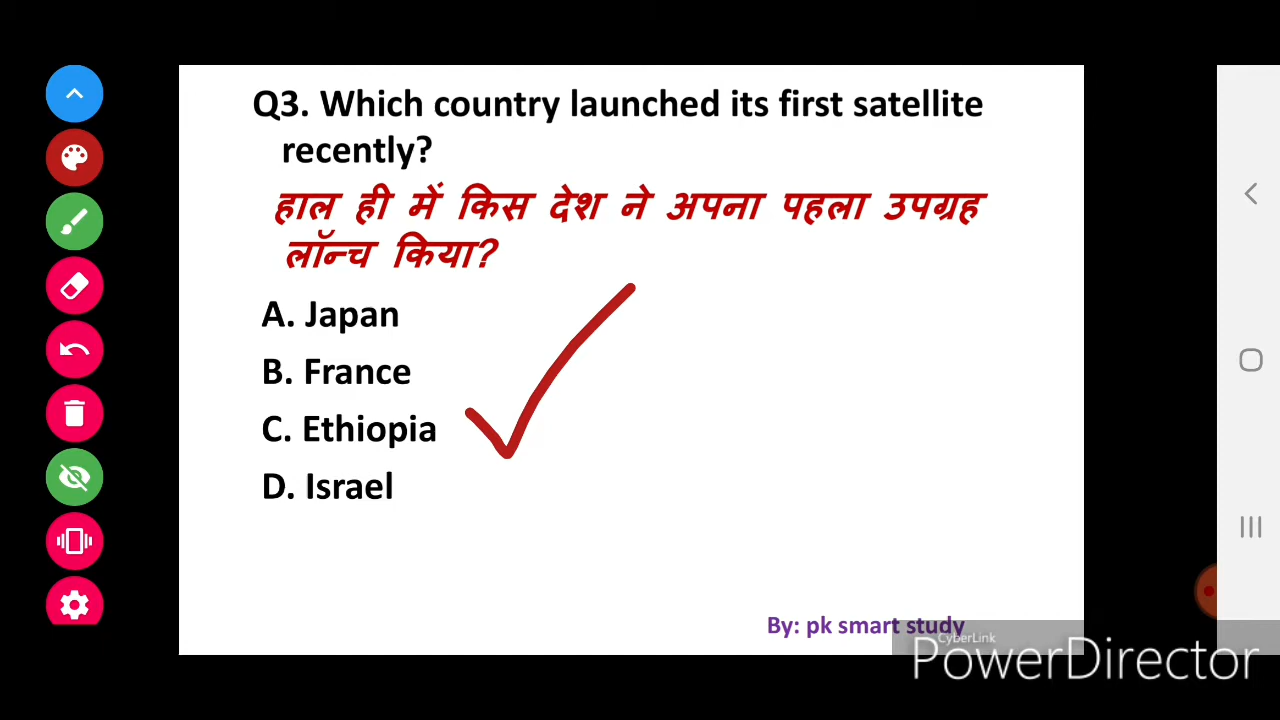 Q3. Which country launched its first satellite
recently?
हाल ही में किस देश ने अपना पहला उपग्रह
लॉन्च किया?
A. Japan
B. France
C. Ethiopia
D. Israel
By: pk smart study
CyberLink
PowerDirector